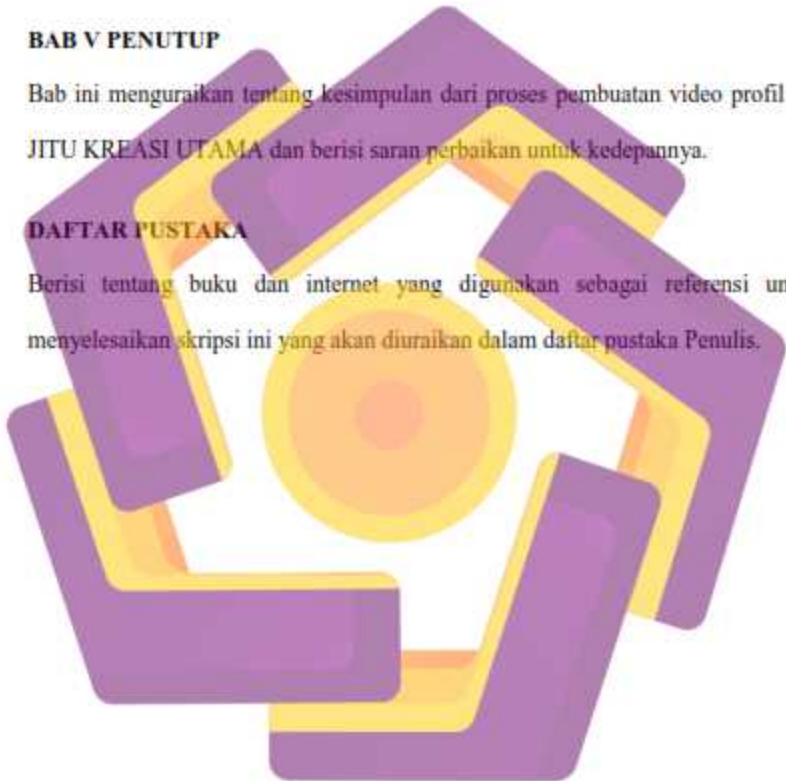 BAB V PENUTUP
Bab ini menguraikan tentang kesimpulan dari proses pembuatan video profil
JITU KREASI UTAMA dan berisi saran perbaikan untuk kedepannya.
DAFTAR PUSTAKA
Berisi tentang buku dan internet yang digunakan sebagai referensi un
menyelesaikan skripsi ini yang akan diuraikan dalam daftar pustaka Penulis.